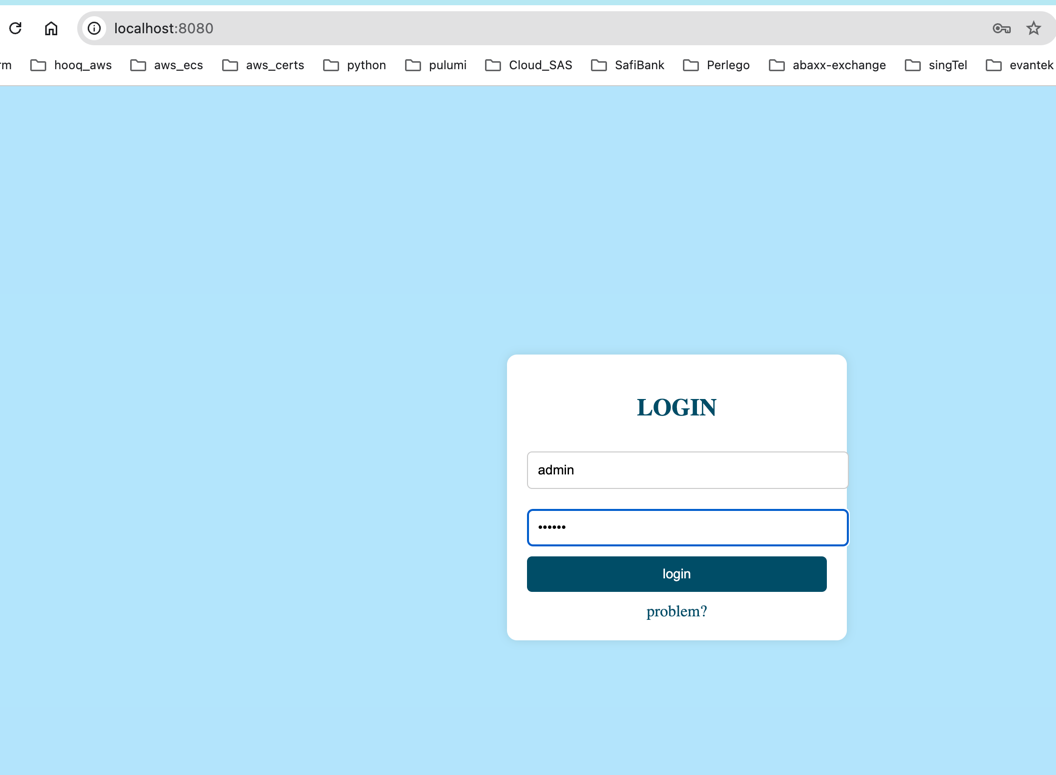 localhost:8080
rm hooq_aws aws_ecs aws_certs python pulumi Cloud_SAS SafiBank Perlego abaxx-exchange singTel evantek
LOGIN
admin
••••••
login
problem?